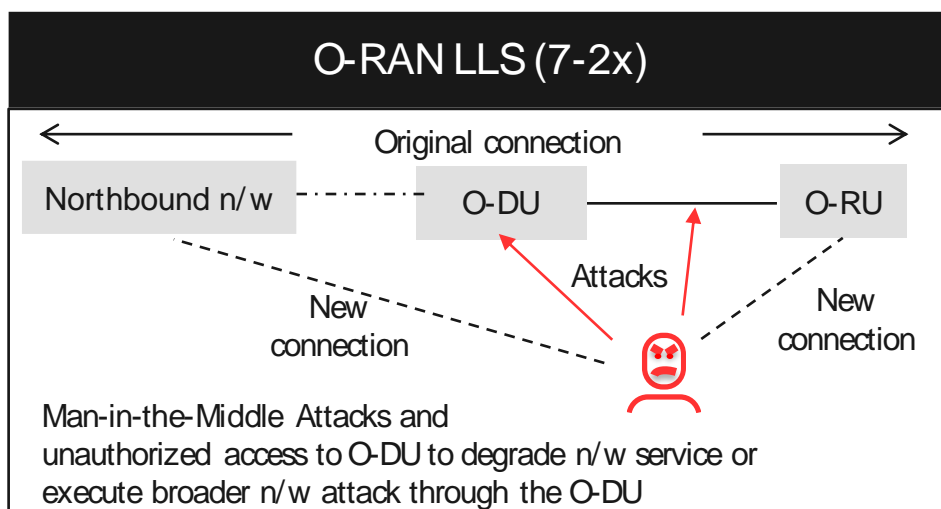 O-RAN LLS (7-2x)
Original connection
Northbound n/w
O-DU
O-RU
Attacks
New
connection
New
connection
Man-in-the-Middle Attacks and
unauthorized access to O-DU to degrade n/w service or
execute broader n/w attack through the O-DU